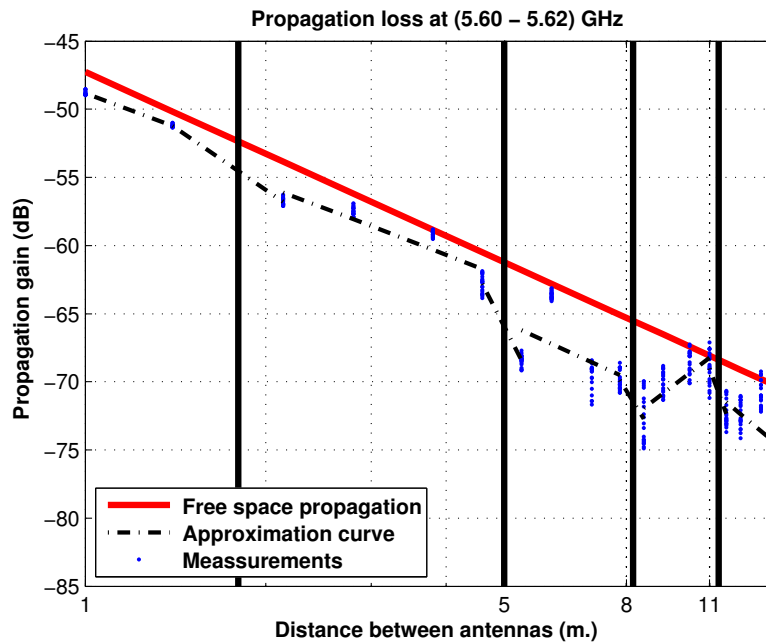 Propagation loss at (5.60 − 5.62) GHz
Propagation gain (dB)
−45
−50
−55
−60
−65
−70
−75
−80
−85
Free space propagation
Approximation curve
Meassurements
1
5
8
11
Distance between antennas (m.)